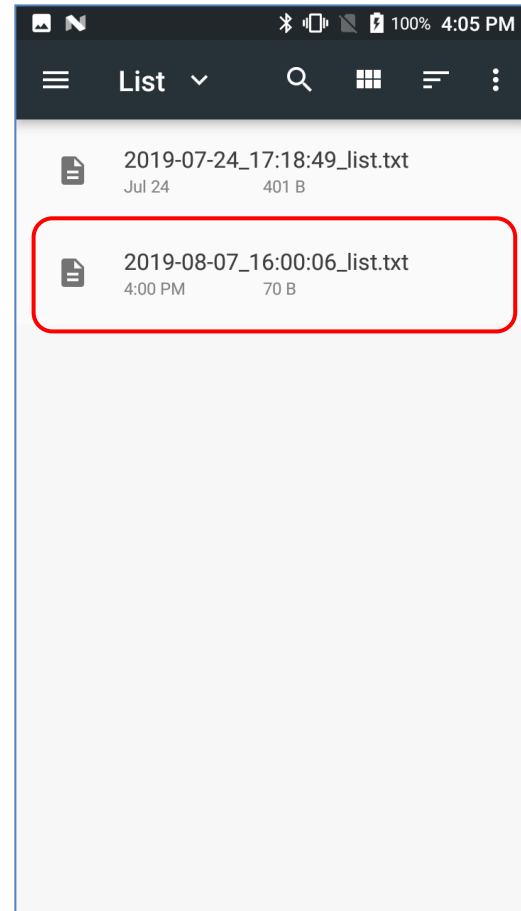 100% 4:05 PM
List
2019-07-24_17:18:49_list.txt
Jul 24 401 B
2019-08-07_16:00:06_list.txt
4:00 PM 70 B